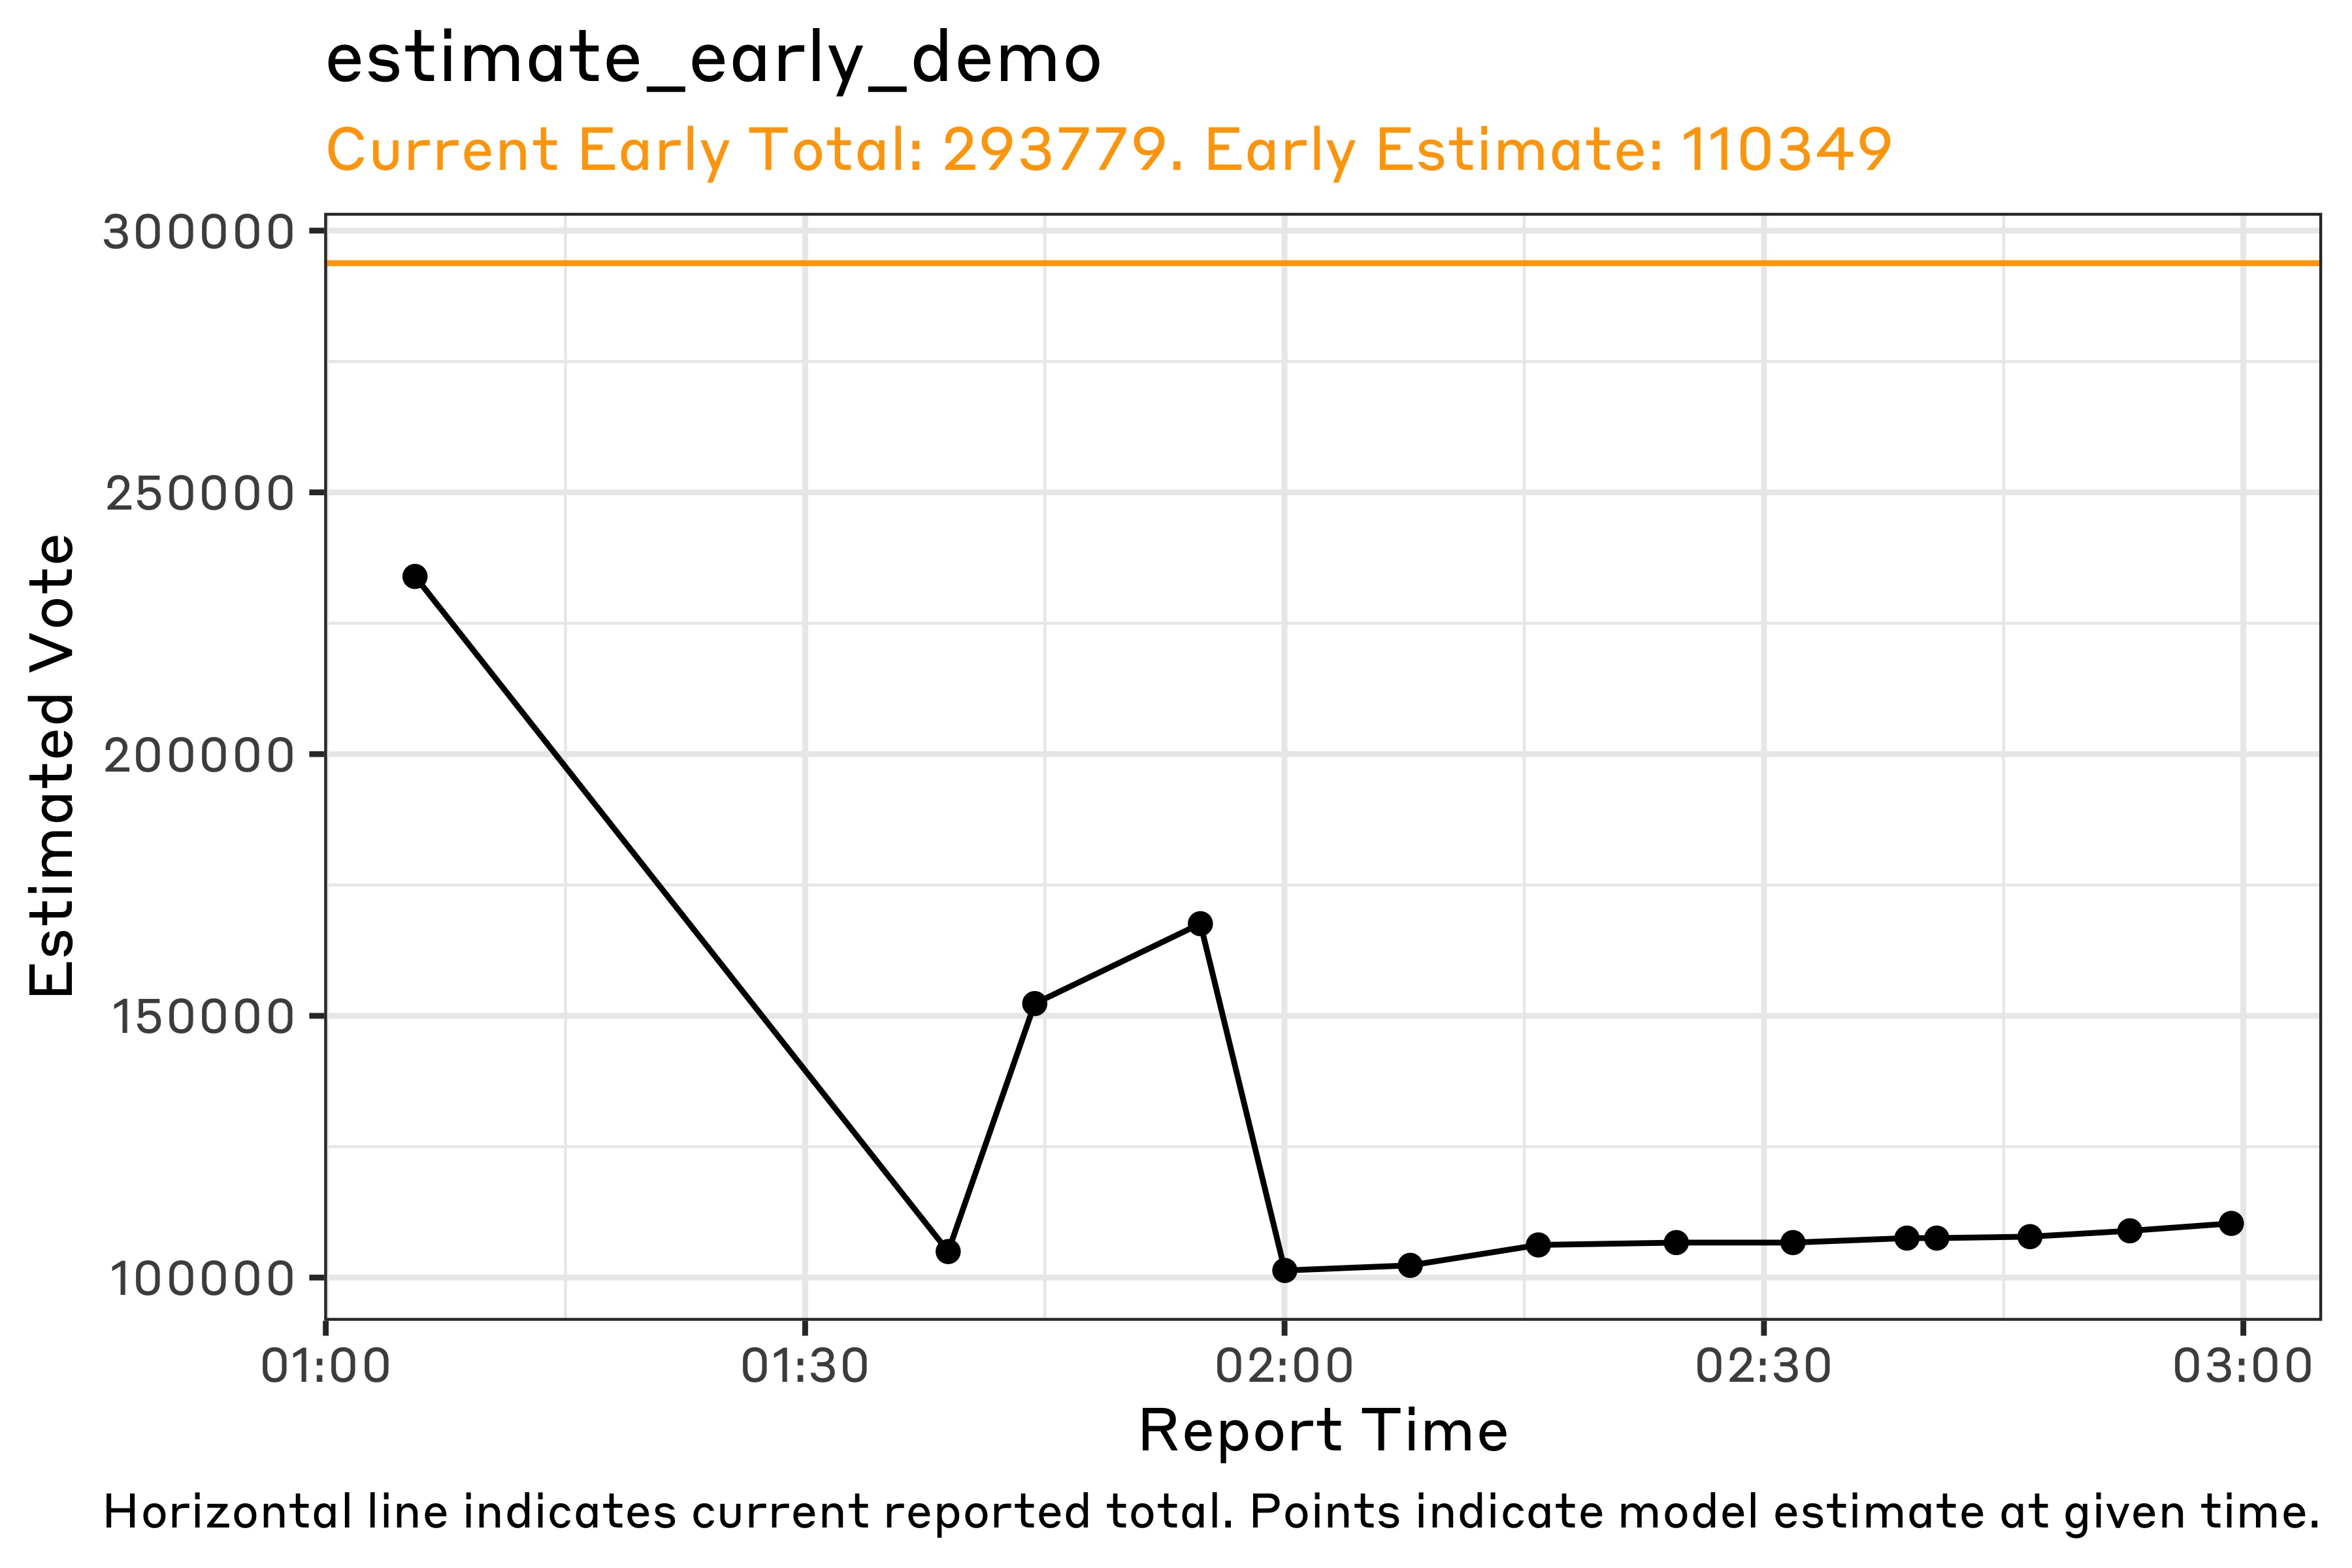 estimate_early_demo
Current Early Total: 293779. Early Estimate: 110349
300000
250000
200000
150000
100000
Estimated Vote
01:00 01:30 02:00 02:30 03:00
Report Time
Horizontal line indicates current reported total. Points indicate model estimate at given time.